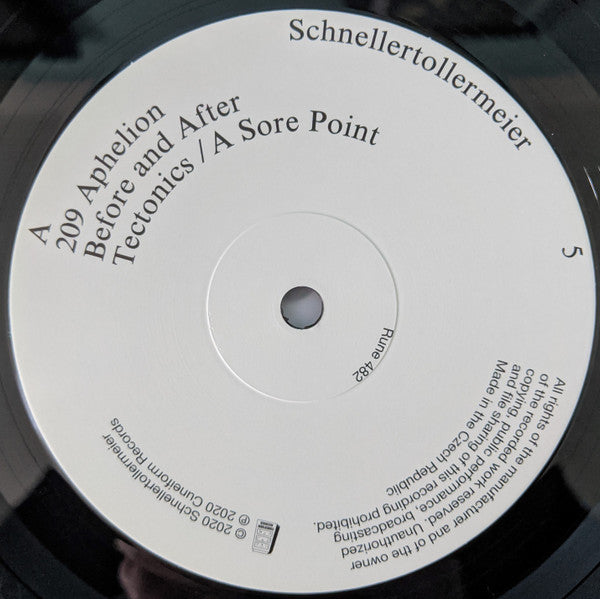 Schnellertollermeier
A
209 Aphelion
Before and After
Tectonics / A Sore Point
5
Rune 482
All rights of the manufacturer and of the owner
of the recorded work reserved. Unauthorized
copying, public performance, broadcasting
and file sharing of this recording prohibited.
Made in the Czech Republic
© 2020 Schnellertollermeier
℗ 2020 Cuneiform Records